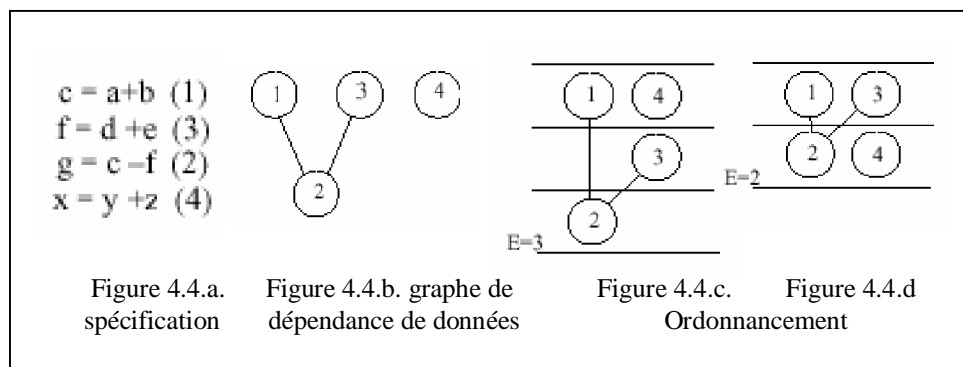 c = a+b (1)
f = d +e (3)
g = c –f (2)
x = y +z (4)
1
3
4
2
1
4
3
2
E=3
1
3
2
4
E=2
Figure 4.4.a.
spécification
Figure 4.4.b. graphe de
dépendance de données
Figure 4.4.c.
Figure 4.4.d
Ordonnancement